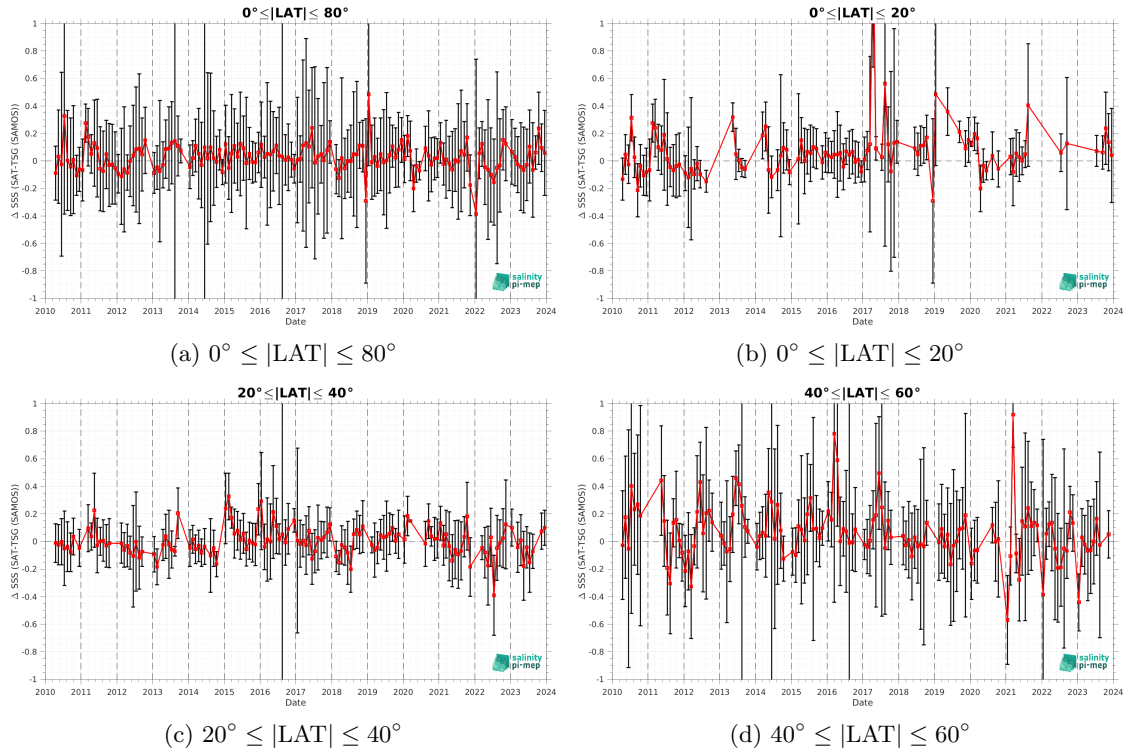 0°≤|LAT|≤ 80°
Δ SSS (SAT-TSG (SAMOS))
1
0.8
0.6
0.4
0.2
0
-0.2
-0.4
-0.6
-0.8
-1
2010 2011 2012 2013 2014 2015 2016 2017 2018 2019 2020 2021 2022 2023 2024
Date
salinity
pi-mep
(a) 0° ≤ |LAT| ≤ 80°
0°≤|LAT|≤ 20°
Δ SSS (SAT-TSG (SAMOS))
1
0.8
0.6
0.4
0.2
0
-0.2
-0.4
-0.6
-0.8
-1
2010 2011 2012 2013 2014 2015 2016 2017 2018 2019 2020 2021 2022 2023 2024
Date
salinity
pi-mep
(b) 0° ≤ |LAT| ≤ 20°
20°≤|LAT|≤ 40°
Δ SSS (SAT-TSG (SAMOS))
1
0.8
0.6
0.4
0.2
0
-0.2
-0.4
-0.6
-0.8
-1
2010 2011 2012 2013 2014 2015 2016 2017 2018 2019 2020 2021 2022 2023 2024
Date
salinity
pi-mep
(c) 20° ≤ |LAT| ≤ 40°
40°≤|LAT|≤ 60°
Δ SSS (SAT-TSG (SAMOS))
1
0.8
0.6
0.4
0.2
0
-0.2
-0.4
-0.6
-0.8
-1
2010 2011 2012 2013 2014 2015 2016 2017 2018 2019 2020 2021 2022 2023 2024
Date
salinity
pi-mep
(d) 40° ≤ |LAT| ≤ 60°